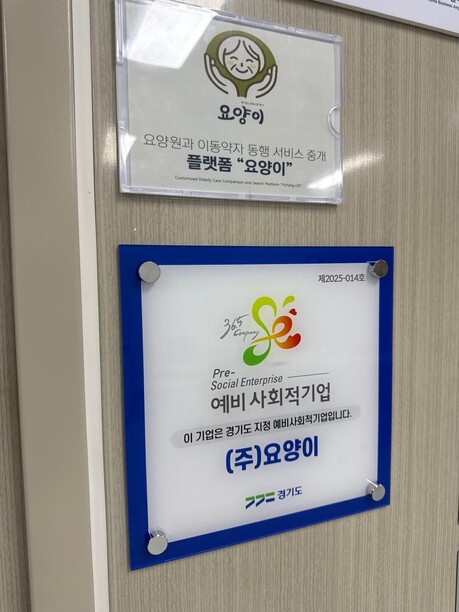 요양이
요양원과 이동약자 동행 서비스 중개
플랫폼 "요양이"
Customized Elderly Care Comparison and Search Platform
제2025-014호
365
Company
Se
Pre-
Social Enterprise
예비 사회적기업
이 기업은 경기도 지정 예비사회적기업입니다.
(주)요양이
경기도